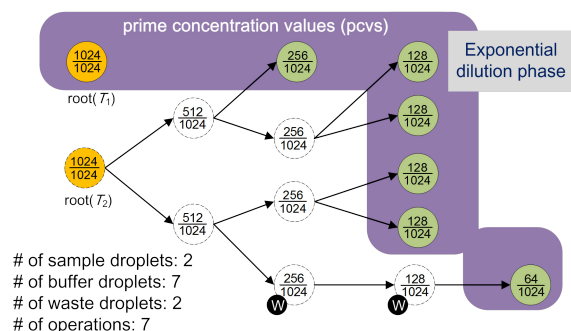 prime concentration values (pcvs)
Exponential
dilution phase
1024
1024
root(T₁)
256
1024
128
1024
512
1024
256
1024
128
1024
1024
1024
root(T₂)
256
1024
128
1024
512
1024
128
1024
256
1024
W
128
1024
W
64
1024
# of sample droplets: 2
# of buffer droplets: 7
# of waste droplets: 2
# of operations: 7